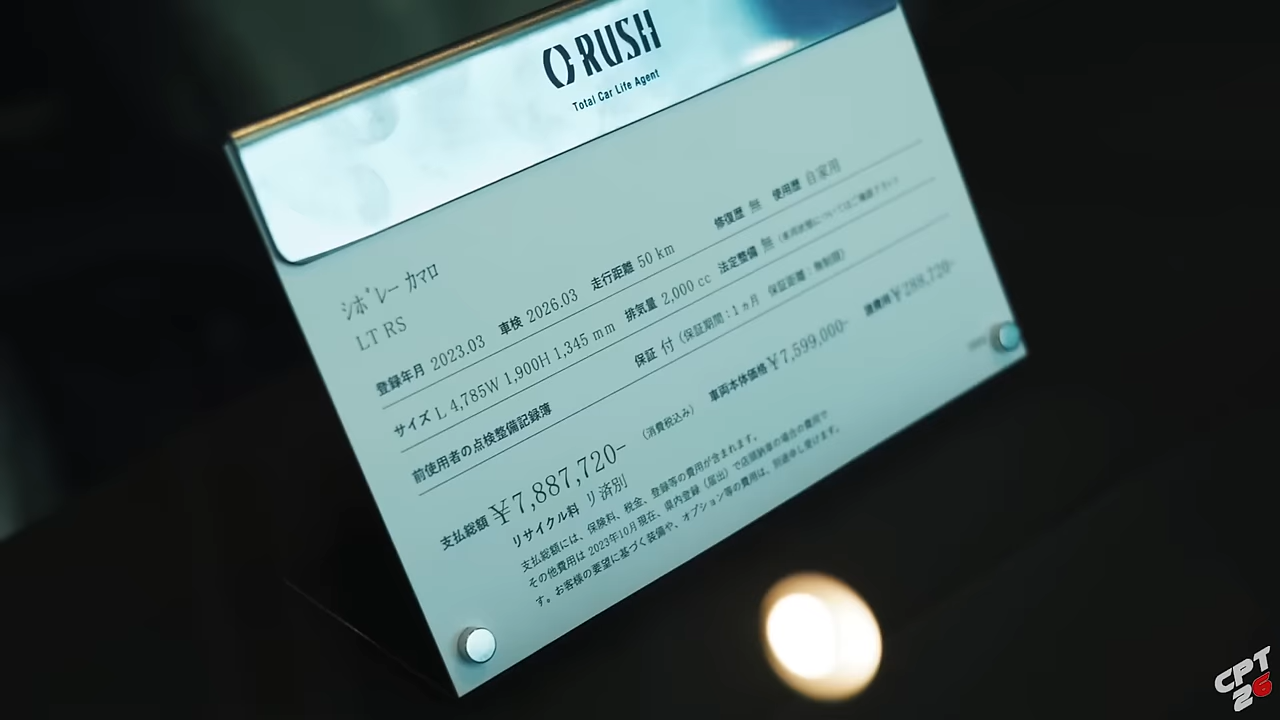 RUSH
Total Car Life Agent
シボレー カマロ
LT RS
登録年月 2023.03 車検 2026.03 走行距離 50 km 修復歴 無 使用歴 自家用
サイズ L 4,785W 1,900H 1,345 mm 排気量 2,000 cc 法定整備 無
前使用者の点検整備記録簿 保証 付 (保証期間：1ヵ月 保証距離：無制限)
支払総額 ¥7,887,720- (消費税込み) 車両本体価格 ¥7,599,000- 諸費用 ¥288,720-
リサイクル料 リ済別
支払総額には、保険料、税金、登録等の費用が含まれます。
その他費用は 2023年10月現在、県内登録（届出）で店頭納車の場合の費用で
す。お客様の要望に基づく装備や、オプション等の費用は、別途申し受けます。
CPT
26